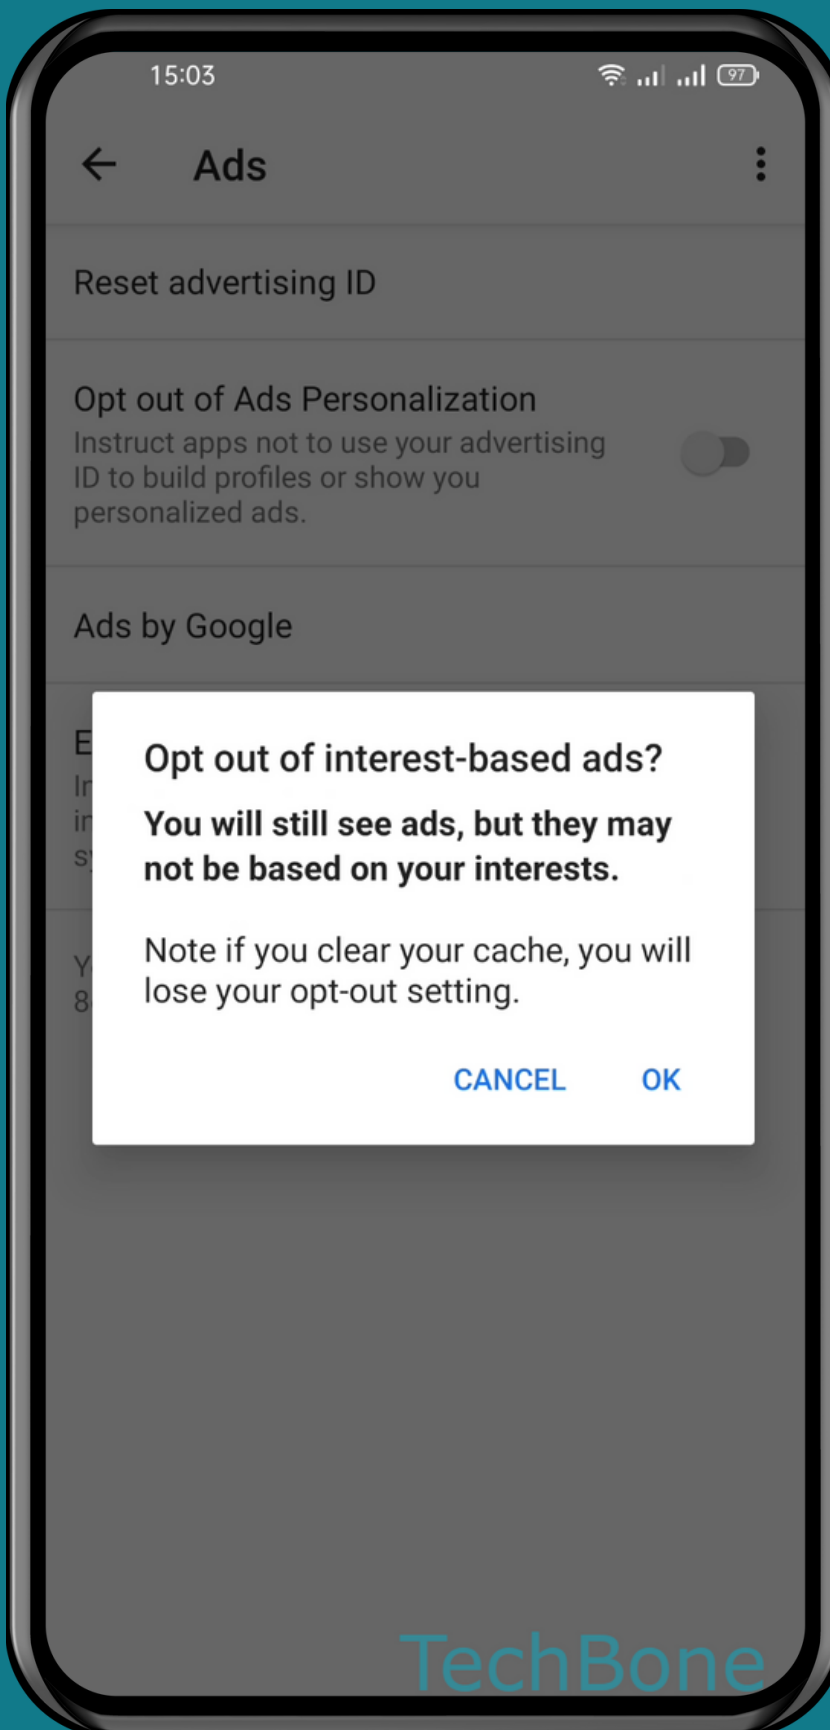 15:03
97
Ads
Reset advertising ID
Opt out of Ads Personalization
Instruct apps not to use your advertising
ID to build profiles or show you
personalized ads.
Ads by Google
Opt out of interest-based ads?
You will still see ads, but they may
not be based on your interests.
Note if you clear your cache, you will
lose your opt-out setting.
CANCEL
OK
TechBone